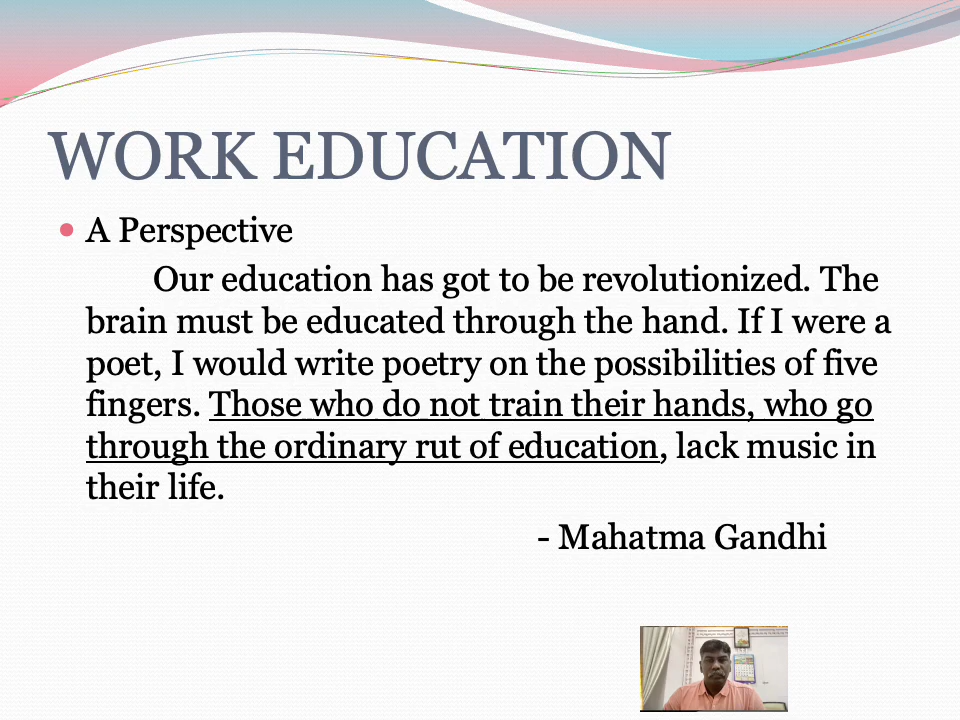 WORK EDUCATION
A Perspective
Our education has got to be revolutionized. The
brain must be educated through the hand. If I were a
poet, I would write poetry on the possibilities of five
fingers. Those who do not train their hands, who go
through the ordinary rut of education, lack music in
their life.
- Mahatma Gandhi